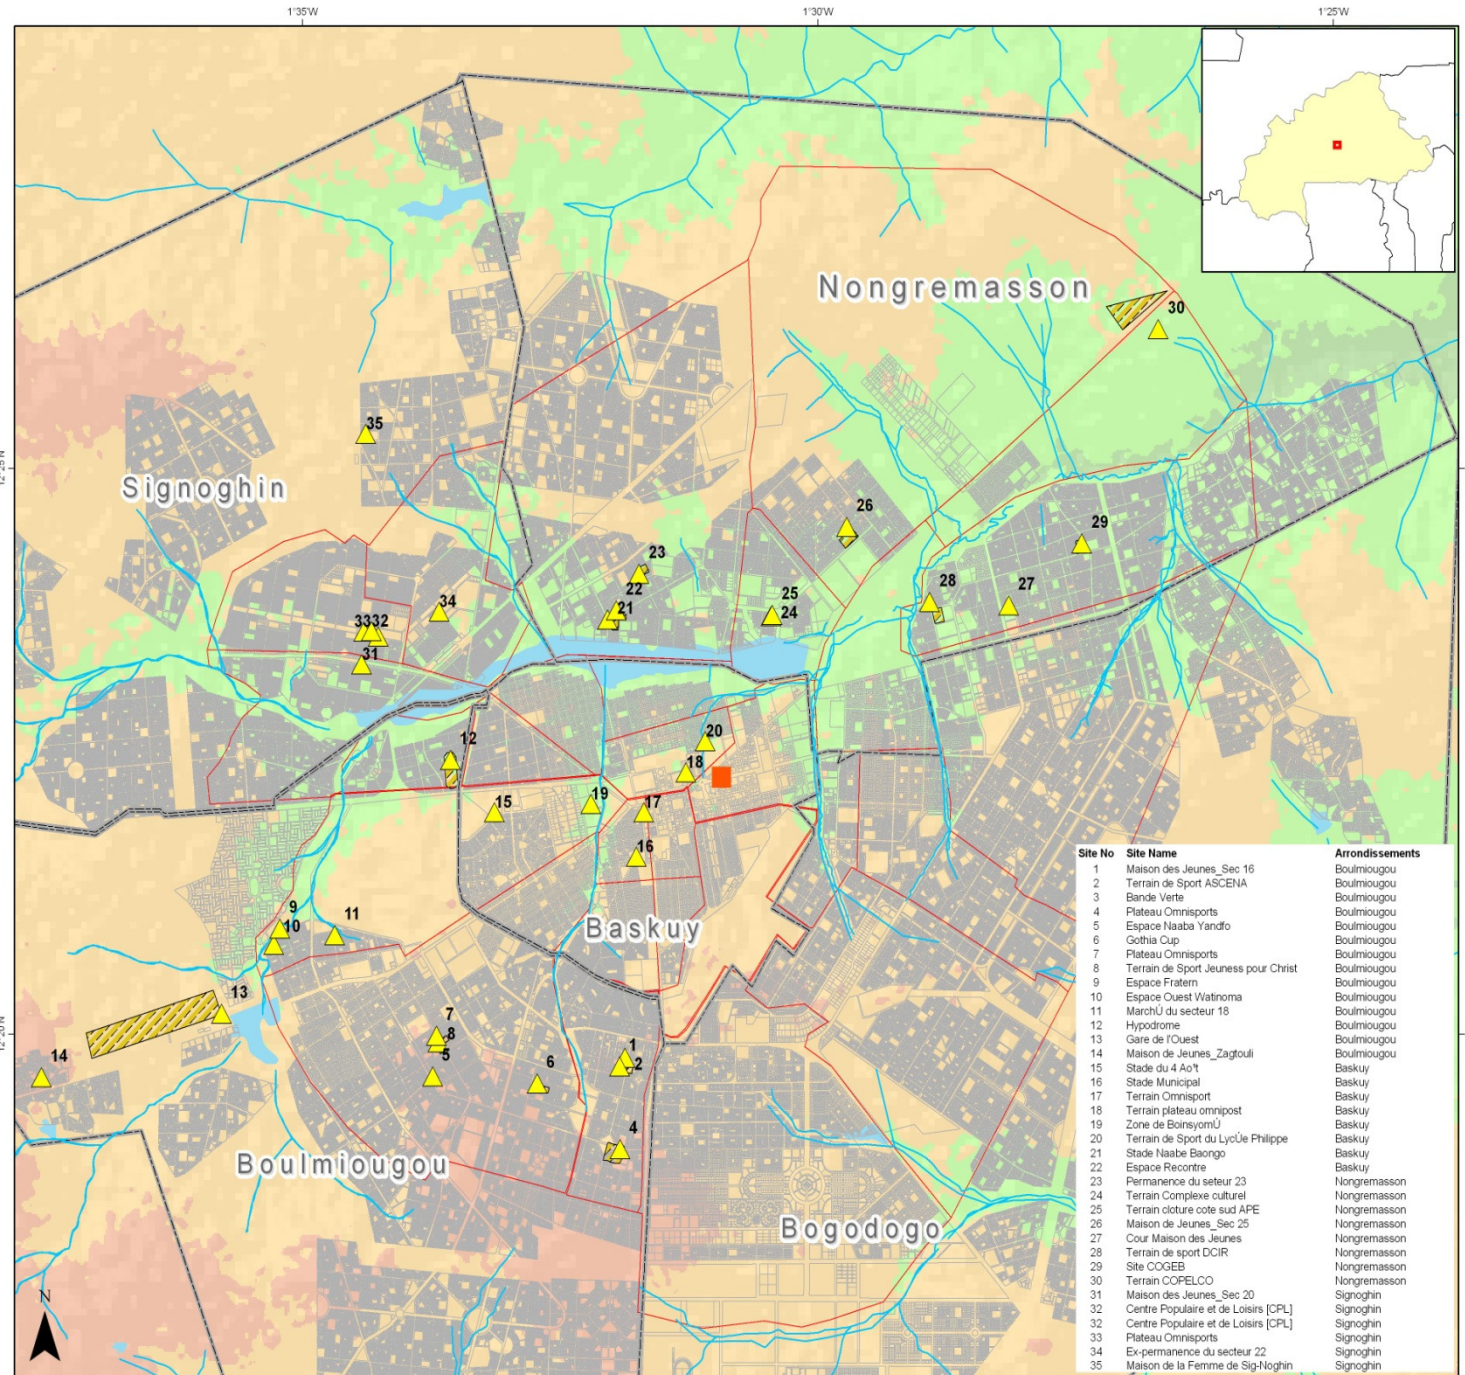 1°35'W 1°30'W 1°25'W
Nongremasson
30
35
12°25'N
Signoghin
26
29
23
22
21
25
24
28
27
34
3332
31
20
12
18
19
17
15
16
Baskuy
9
10
11
13
12°20'N
14
7
8
5
6
1
2
4
Boulmiougou
Bogodogo
N
Site No Site Name Arrondissements
1 Maison des Jeunes_Sec 16 Boulmiougou
2 Terrain de Sport ASCENA Boulmiougou
3 Bande Verte Boulmiougou
4 Plateau Omnisports Boulmiougou
5 Espace Naaba Yandfo Boulmiougou
6 Gothia Cup Boulmiougou
7 Plateau Omnisports Boulmiougou
8 Terrain de Sport Jeuness pour Christ Boulmiougou
9 Espace Fratern Boulmiougou
10 Espace Ouest Watinoma Boulmiougou
11 MarchÚ du secteur 18 Boulmiougou
12 Hypodrome Boulmiougou
13 Gare de l'Ouest Boulmiougou
14 Maison de Jeunes_Zagtouli Boulmiougou
15 Stade du 4 Ao¹t Baskuy
16 Stade Municipal Baskuy
17 Terrain Omnisport Baskuy
18 Terrain plateau omnipost Baskuy
19 Zone de BoinsyomÚ Baskuy
20 Terrain de Sport du LycÚe Philippe Baskuy
21 Stade Naabe Baongo Baskuy
22 Espace Recontre Baskuy
23 Permanence du seteur 23 Nongremasson
24 Terrain Complexe culturel Nongremasson
25 Terrain cloture cote sud APE Nongremasson
26 Maison de Jeunes_Sec 25 Nongremasson
27 Cour Maison des Jeunes Nongremasson
28 Terrain de sport DCIR Nongremasson
29 Site COGEB Nongremasson
30 Terrain COPELCO Nongremasson
31 Maison des Jeunes_Sec 20 Signoghin
32 Centre Populaire et de Loisirs [CPL] Signoghin
32 Centre Populaire et de Loisirs [CPL] Signoghin
33 Plateau Omnisports Signoghin
34 Ex-permanence du secteur 22 Signoghin
35 Maison de la Femme de Sig-Noghin Signoghin